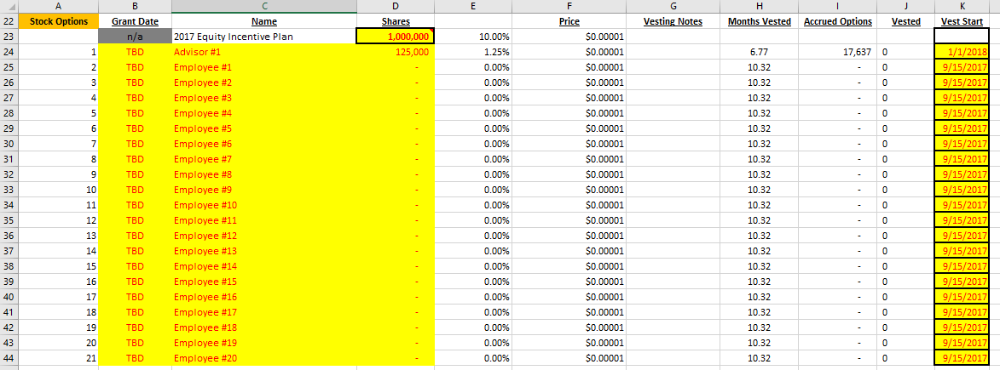 A B C D E F G H I J K
22 Stock Options Grant Date Name Shares Price Vesting Notes Months Vested Accrued Options Vested Vest Start
23 n/a 2017 Equity Incentive Plan 1,000,000 10.00% $0.00001
24 1 TBD Advisor #1 125,000 1.25% $0.00001 6.77 17,637 0 1/1/2018
25 2 TBD Employee #1 - 0.00% $0.00001 10.32 - 0 9/15/2017
26 3 TBD Employee #2 - 0.00% $0.00001 10.32 - 0 9/15/2017
27 4 TBD Employee #3 - 0.00% $0.00001 10.32 - 0 9/15/2017
28 5 TBD Employee #4 - 0.00% $0.00001 10.32 - 0 9/15/2017
29 6 TBD Employee #5 - 0.00% $0.00001 10.32 - 0 9/15/2017
30 7 TBD Employee #6 - 0.00% $0.00001 10.32 - 0 9/15/2017
31 8 TBD Employee #7 - 0.00% $0.00001 10.32 - 0 9/15/2017
32 9 TBD Employee #8 - 0.00% $0.00001 10.32 - 0 9/15/2017
33 10 TBD Employee #9 - 0.00% $0.00001 10.32 - 0 9/15/2017
34 11 TBD Employee #10 - 0.00% $0.00001 10.32 - 0 9/15/2017
35 12 TBD Employee #11 - 0.00% $0.00001 10.32 - 0 9/15/2017
36 13 TBD Employee #12 - 0.00% $0.00001 10.32 - 0 9/15/2017
37 14 TBD Employee #13 - 0.00% $0.00001 10.32 - 0 9/15/2017
38 15 TBD Employee #14 - 0.00% $0.00001 10.32 - 0 9/15/2017
39 16 TBD Employee #15 - 0.00% $0.00001 10.32 - 0 9/15/2017
40 17 TBD Employee #16 - 0.00% $0.00001 10.32 - 0 9/15/2017
41 18 TBD Employee #17 - 0.00% $0.00001 10.32 - 0 9/15/2017
42 19 TBD Employee #18 - 0.00% $0.00001 10.32 - 0 9/15/2017
43 20 TBD Employee #19 - 0.00% $0.00001 10.32 - 0 9/15/2017
44 21 TBD Employee #20 - 0.00% $0.00001 10.32 - 0 9/15/2017